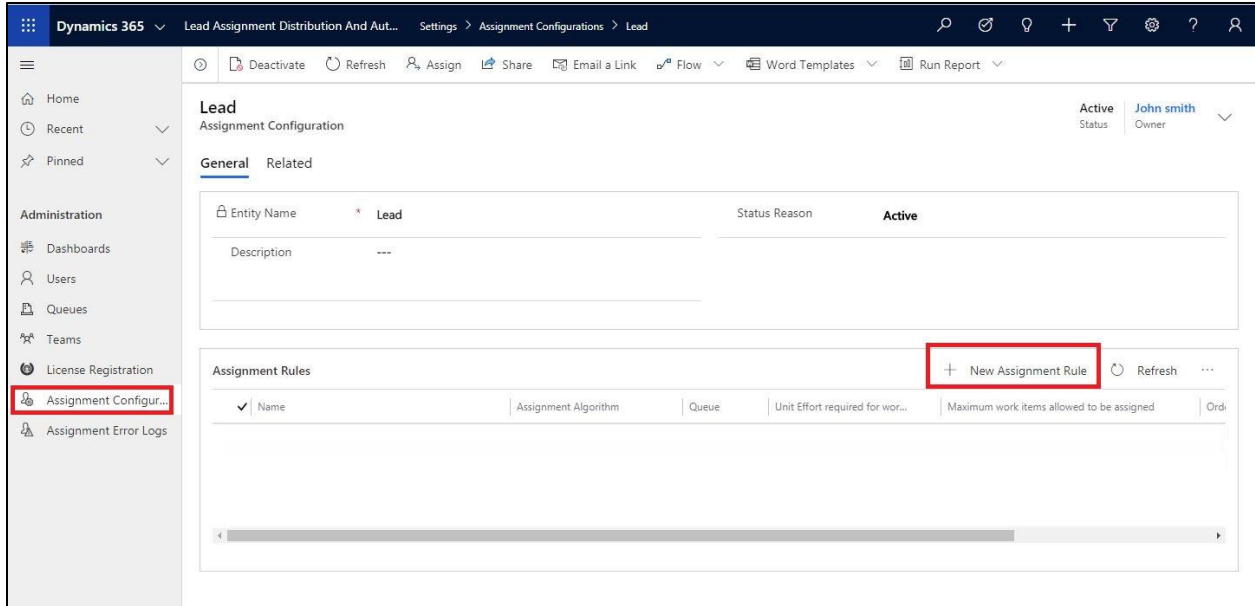 Dynamics 365 Lead Assignment Distribution And Aut... Settings > Assignment Configurations > Lead
Deactivate Refresh Assign Share Email a Link Flow Word Templates Run Report
Home
Recent
Pinned
Lead
Assignment Configuration
Active
Status
John smith
Owner
General Related
Administration
Dashboards
Users
Queues
Teams
License Registration
Assignment Configur...
Assignment Error Logs
Entity Name * Lead
Status Reason Active
Description ---
Assignment Rules + New Assignment Rule Refresh ...
Name Assignment Algorithm Queue Unit Effort required for wor... Maximum work items allowed to be assigned Orde